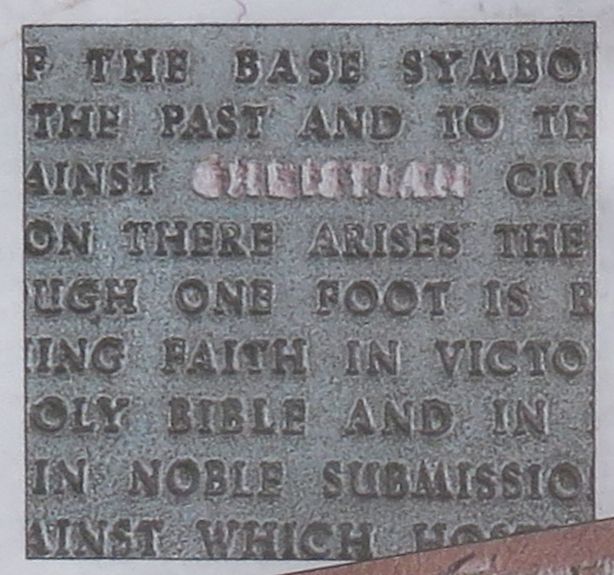 F THE BASE SYMBO
THE PAST AND TO TH
AINST CHRISTIAN CIV
ON THERE ARISES THE
UGH ONE FOOT IS R
ING FAITH IN VICTO
OLY BIBLE AND IN
IN NOBLE SUBMISSIO
AINST WHICH